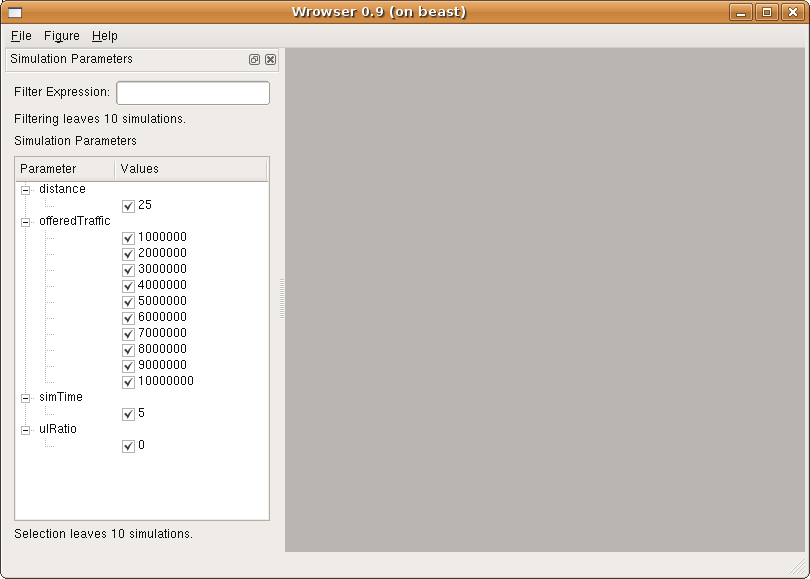 Wrowser 0.9 (on beast)
File Figure Help
Simulation Parameters
Filter Expression:
Filtering leaves 10 simulations.
Simulation Parameters
Parameter Values
distance
25
offeredTraffic
1000000
2000000
3000000
4000000
5000000
6000000
7000000
8000000
9000000
10000000
simTime
5
ulRatio
0
Selection leaves 10 simulations.